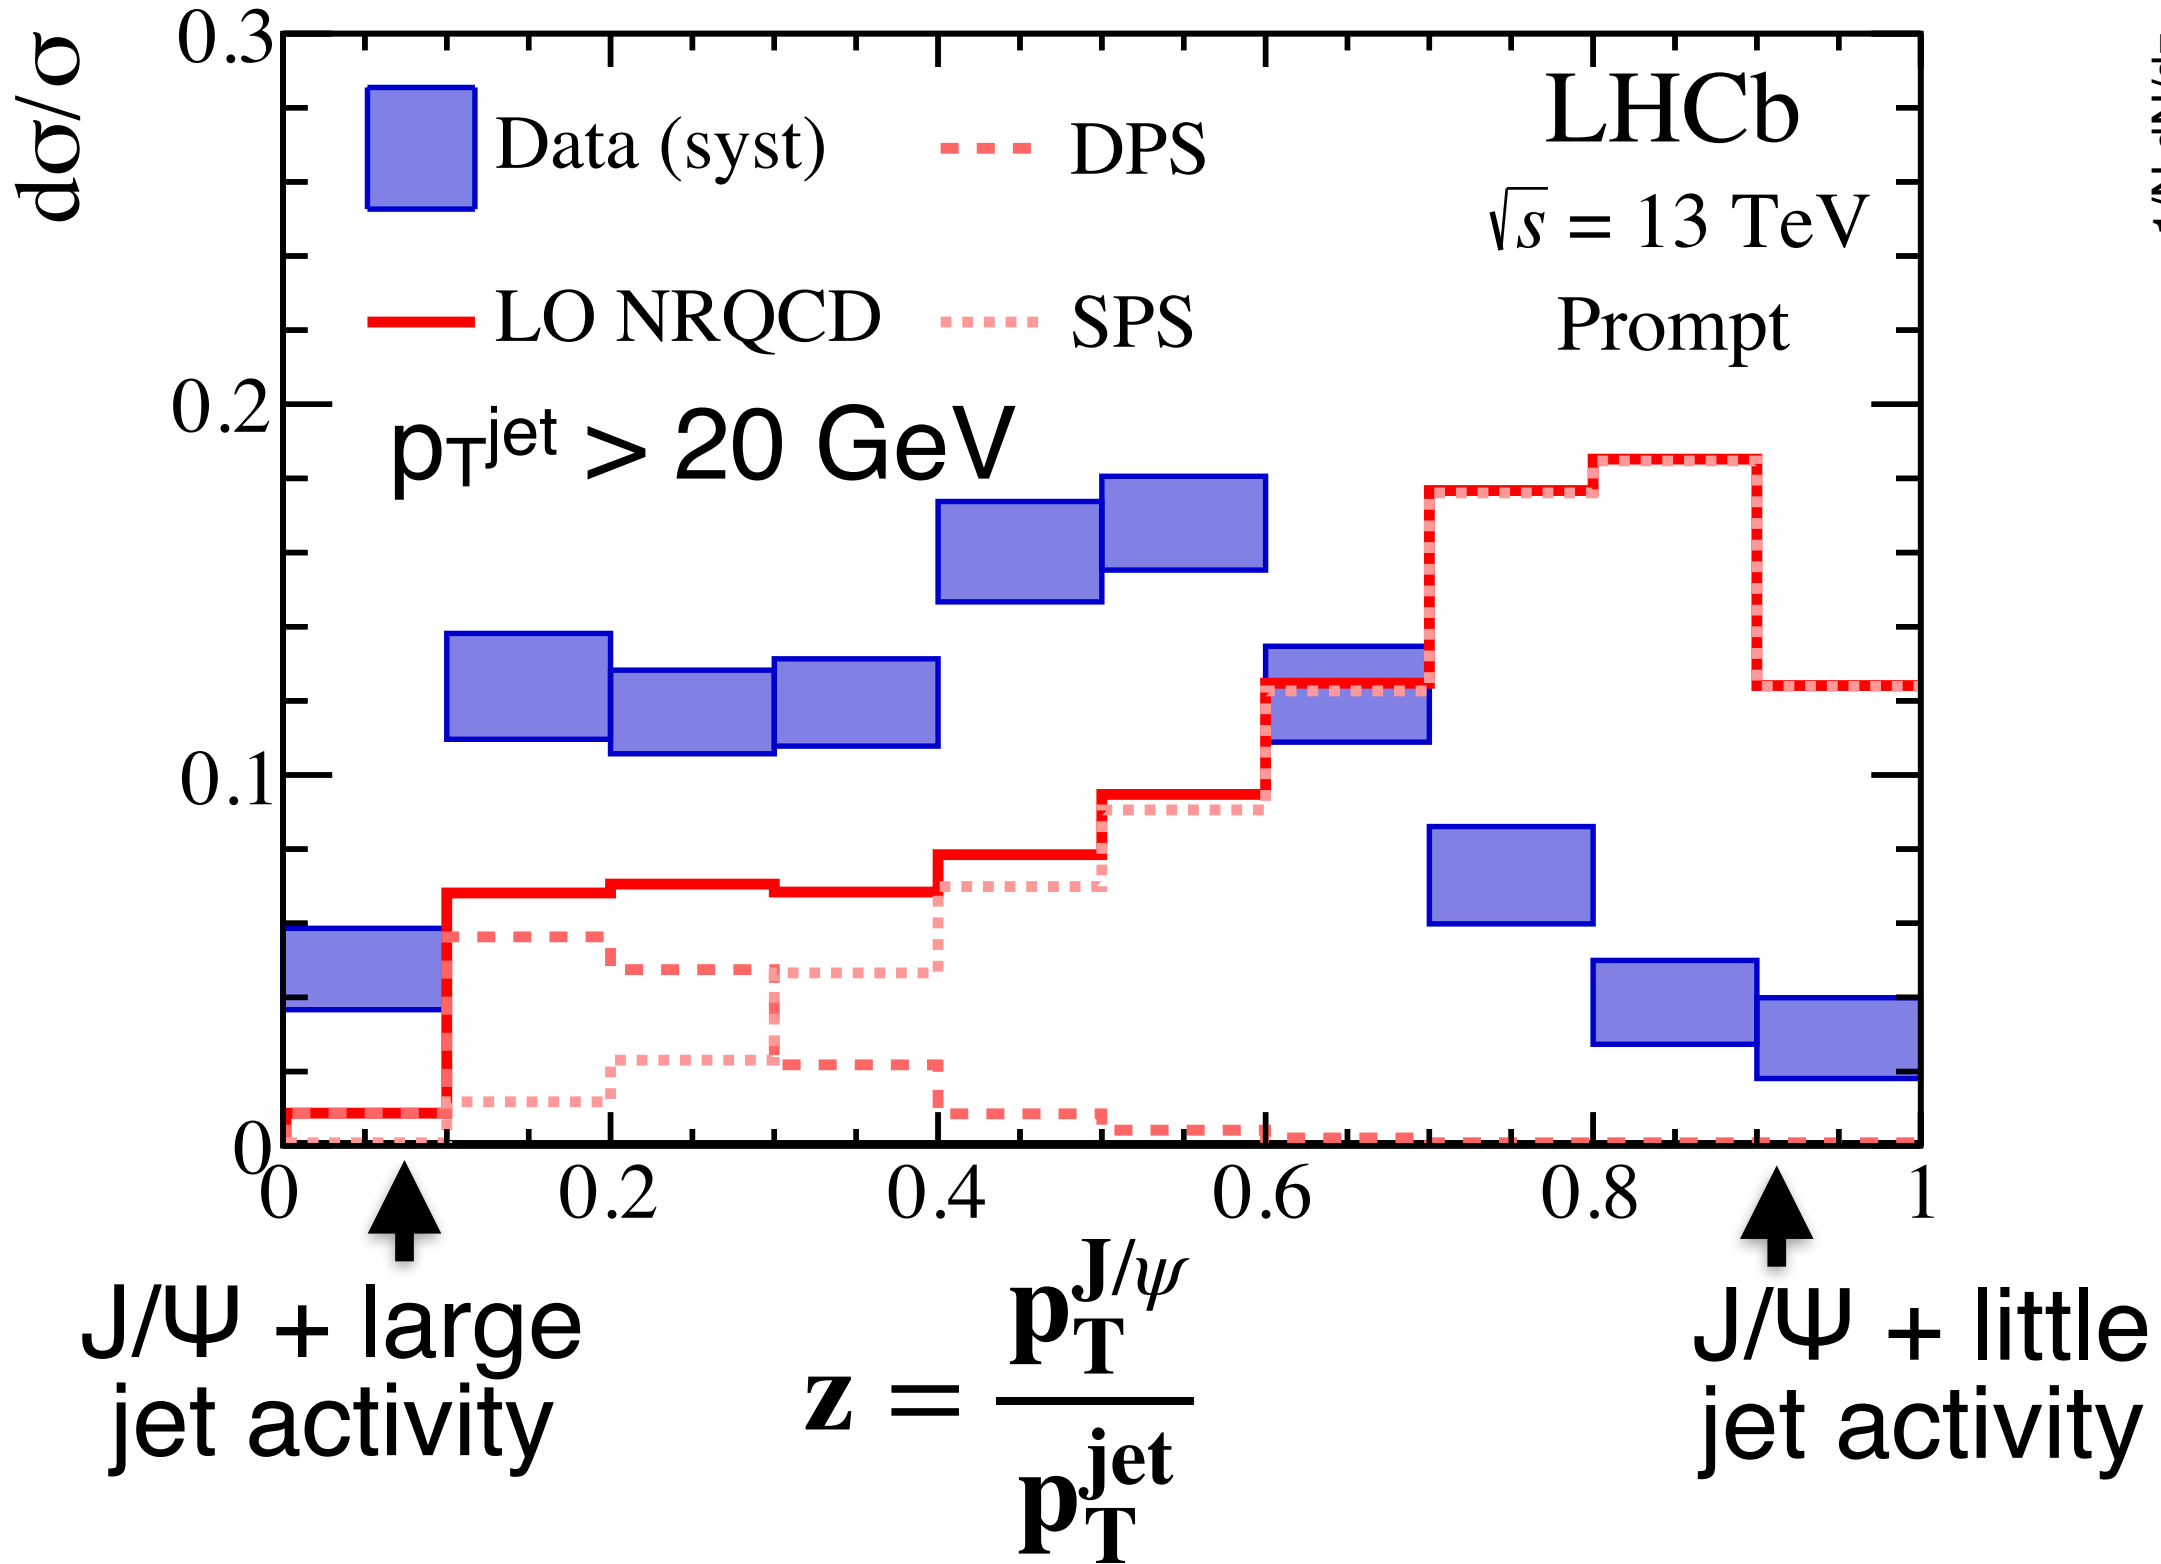 dσ/σ
0.3
0.2
0.1
0
Data (syst)
DPS
LO NRQCD
SPS
LHCb
√s = 13 TeV
Prompt
pTjet > 20 GeV
0 0.2 0.4 0.6 0.8 1
J/Ψ + large
jet activity
z = pTJ/ψ / pTjet
J/Ψ + little
jet activity